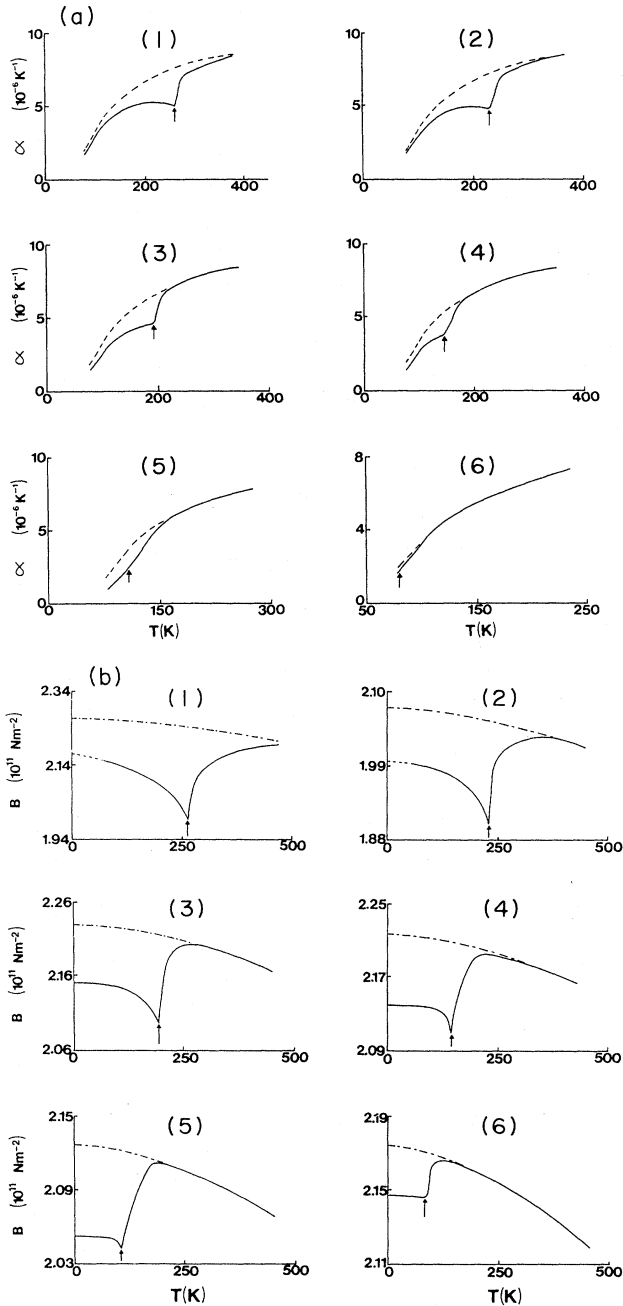 (a)
(1) (2)
10 10
α (10⁻⁶ K⁻¹) 5 5
0 0
0 200 400 0 200 400
(3) (4)
10 10
α (10⁻⁶ K⁻¹) 5 5
0 0
0 200 400 0 200 400
(5) (6)
10 8
α (10⁻⁶ K⁻¹) 5 4
0 0
0 150 300 50 150 250
T(K) T(K)
(b)
(1) (2)
2.34 2.10
B (10¹¹ Nm⁻²) 2.14 1.99
1.94 1.88
0 250 500 0 250 500
(3) (4)
2.26 2.25
B (10¹¹ Nm⁻²) 2.16 2.17
2.06 2.09
0 250 500 0 250 500
(5) (6)
2.15 2.19
B (10¹¹ Nm⁻²) 2.09 2.15
2.03 2.11
0 250 500 0 250 500
T(K) T(K)